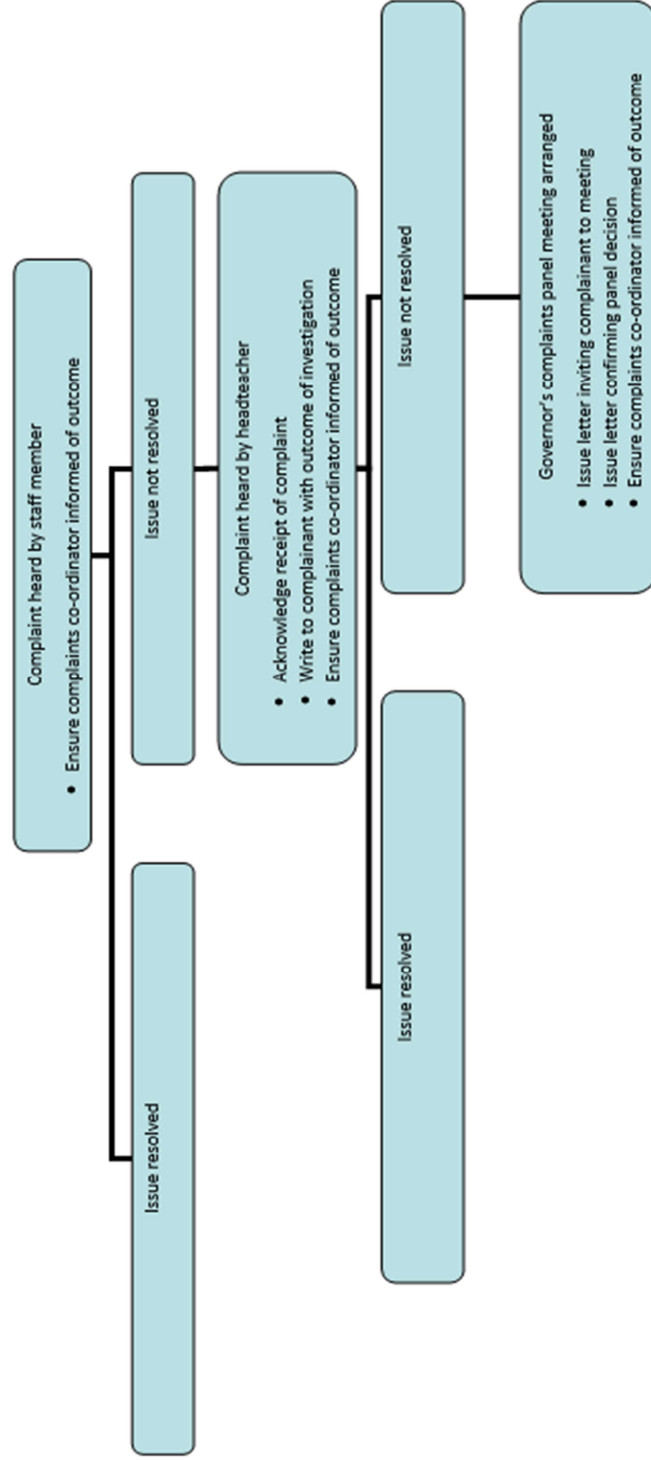 Complaint heard by staff member
• Ensure complaints co-ordinator informed of outcome
Issue resolved
Issue not resolved
Complaint heard by headteacher
• Acknowledge receipt of complaint
• Write to complainant with outcome of investigation
• Ensure complaints co-ordinator informed of outcome
Issue resolved
Issue not resolved
Governor's complaints panel meeting arranged
• Issue letter inviting complainant to meeting
• Issue letter confirming panel decision
• Ensure complaints co-ordinator informed of outcome